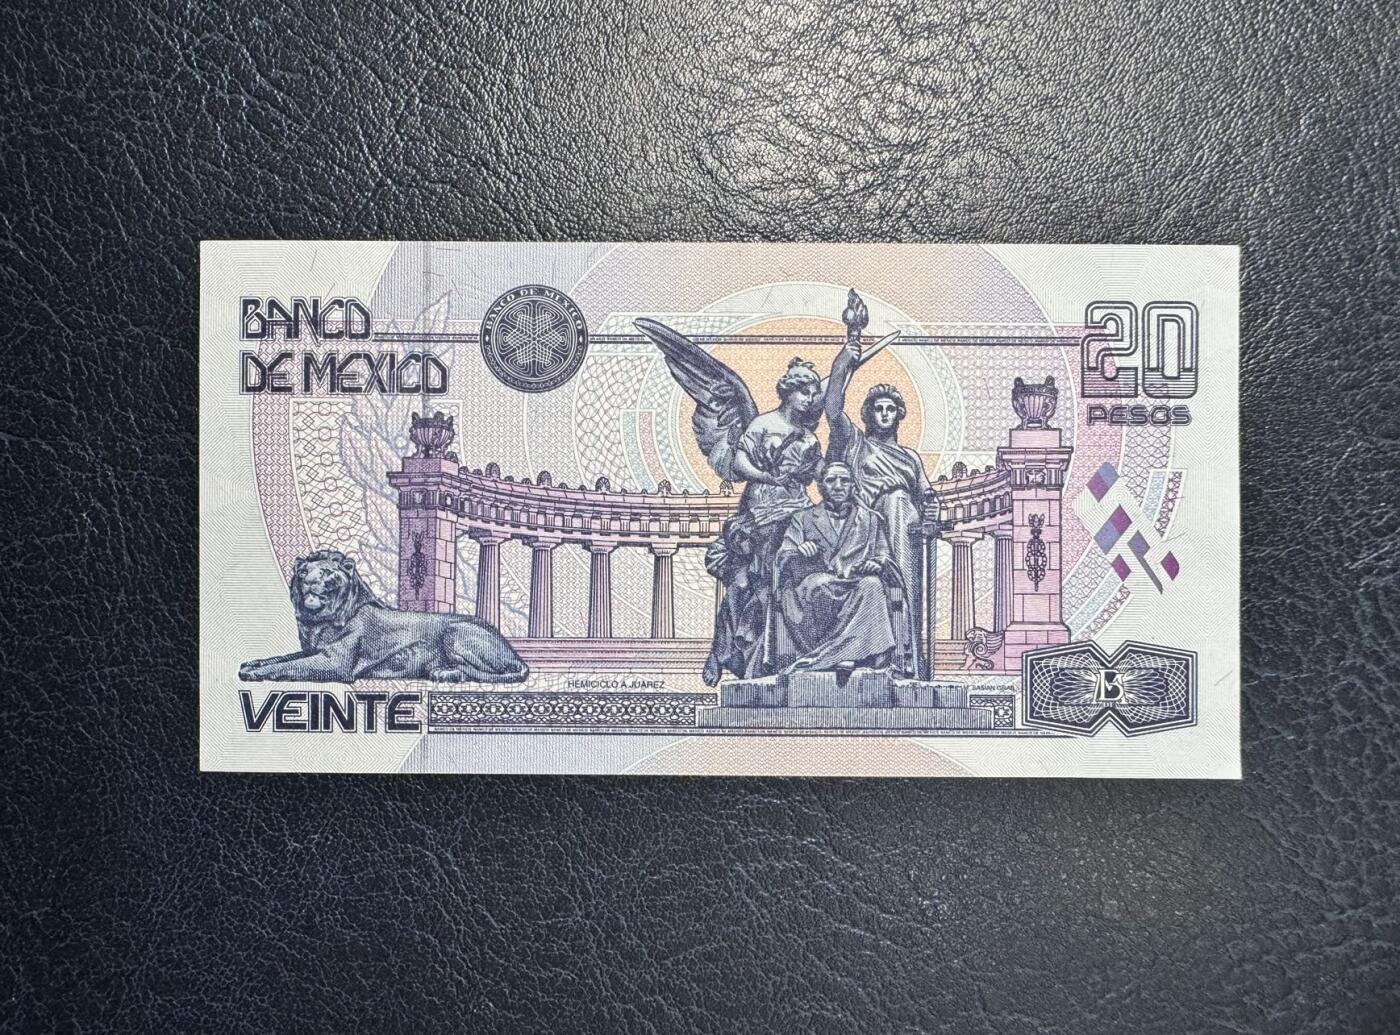 BANCO
DE MEXICO
BANCO DE MEXICO
20
PESOS
HEMICICLO A JUAREZ
VEINTE